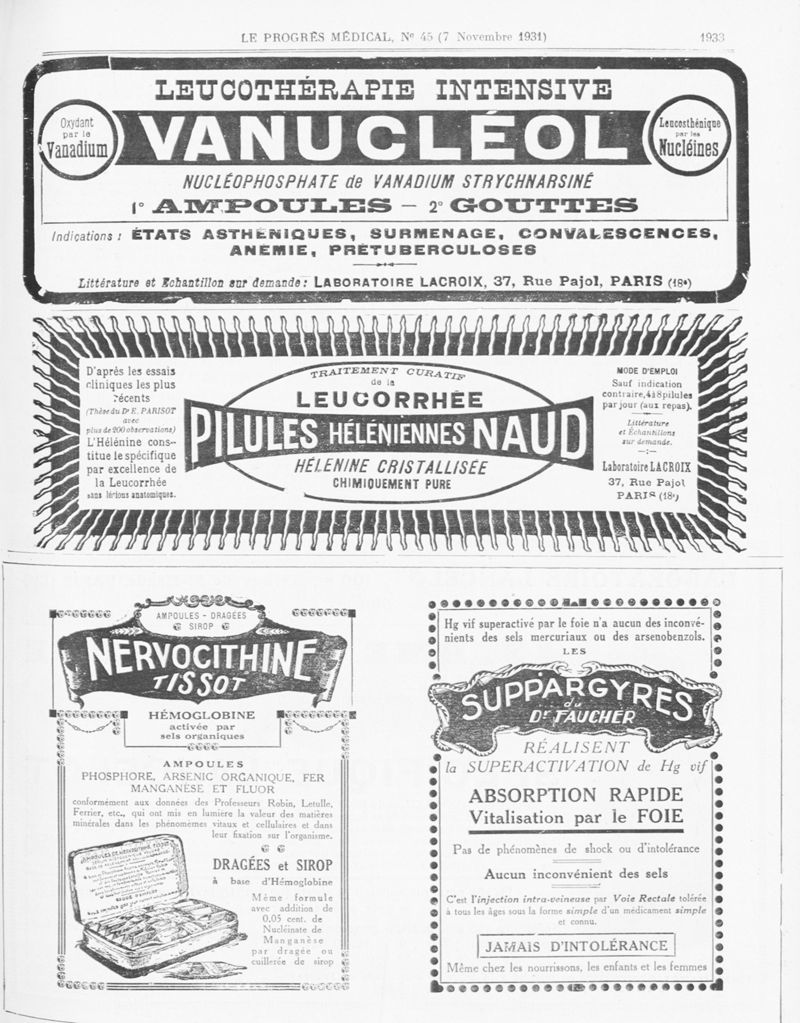 LE PROGRÈS MÉDICAL, Nº 45 (7 Novembre 1931) 1933
LEUCOTHÉRAPIE INTENSIVE
Oxydant
par le
Vanadium
VANUCLÉOL
Leucosthénique
par les
Nucléines
NUCLÉOPHOSPHATE de VANADIUM STRYCHNARSINÉ
1° AMPOULES — 2° GOUTTES
Indications : ÉTATS ASTHÉNIQUES, SURMENAGE, CONVALESCENCES,
ANÉMIE, PRÉTUBERCULOSES
Littérature et Echantillon sur demande : LABORATOIRE LACROIX, 37, Rue Pajol, PARIS (18e)
D'après les essais
cliniques les plus
récents
(Thèse du Dr E. PARISOT
avec
plus de 200 observations)
L'Hélénine cons-
titue le spécifique
par excellence de
la Leucorrhée
sans lésions anatomiques.
TRAITEMENT CURATIF
de la
LEUCORRHÉE
PILULES HÉLÉNIENNES NAUD
HÉLENINE CRISTALLISÉE
CHIMIQUEMENT PURE
MODE D'EMPLOI
Sauf indication
contraire, 4 à 8 pilules
par jour (aux repas).
Littérature
et Échantillons
sur demande.
Laboratoire LACROIX
37, Rue Pajol
PARIS (18e)
AMPOULES - DRAGÉES
SIROP
NERVOCITHINE
TISSOT
HÉMOGLOBINE
activée par
sels organiques
AMPOULES
PHOSPHORE, ARSENIC ORGANIQUE, FER
MANGANÈSE ET FLUOR
conformément aux données des Professeurs Robin, Letulle,
Ferrier, etc., qui ont mis en lumière la valeur des matières
minérales dans les phénomènes vitaux et cellulaires et dans
leur fixation sur l'organisme.
AMPOULES DE NERVOCITHINE TISSOT
DRAGÉES et SIROP
à base d'Hémoglobine
Même formule
avec addition de
0,05 cent. de
Nucléinate de
Manganèse
par dragée ou
cuillerée de sirop
Hg vif superactivé par le foie n'a aucun des inconvé-
nients des sels mercuriaux ou des arsenobenzols.
LES
SUPPARGYRES
du
Dr FAUCHER
RÉALISENT
la SUPERACTIVATION de Hg vif
ABSORPTION RAPIDE
Vitalisation par le FOIE
Pas de phénomènes de shock ou d'intolérance
Aucun inconvénient des sels
C'est l'injection intra-veineuse par Voie Rectale tolérée
à tous les âges sous la forme simple d'un médicament simple
et connu.
JAMAIS D'INTOLÉRANCE
Même chez les nourrissons, les enfants et les femmes